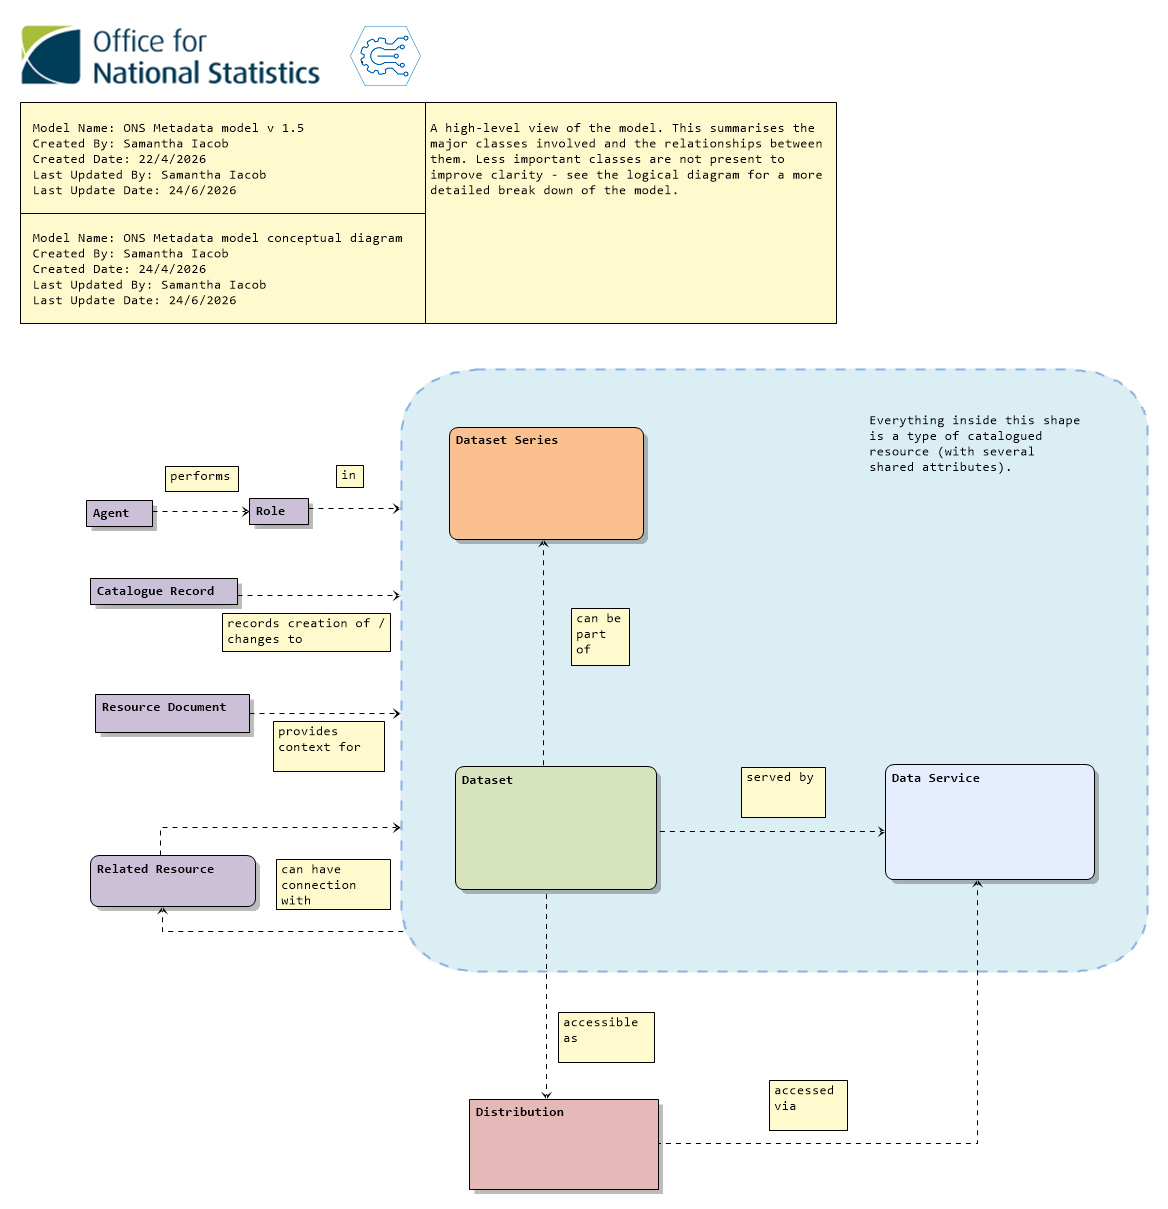 Office for
National Statistics
Model Name: ONS Metadata model v 1.5
Created By: Samantha Iacob
Created Date: 22/4/2026
Last Updated By: Samantha Iacob
Last Update Date: 24/6/2026
A high-level view of the model. This summarises the
major classes involved and the relationships between
them. Less important classes are not present to
improve clarity - see the logical diagram for a more
detailed break down of the model.
Model Name: ONS Metadata model conceptual diagram
Created By: Samantha Iacob
Created Date: 24/4/2026
Last Updated By: Samantha Iacob
Last Update Date: 24/6/2026
Everything inside this shape
is a type of catalogued
resource (with several
shared attributes).
Dataset Series
performs
in
Agent
Role
Catalogue Record
records creation of /
changes to
can be
part
of
Resource Document
provides
context for
Dataset
served by
Data Service
Related Resource
can have
connection
with
accessible
as
accessed
via
Distribution